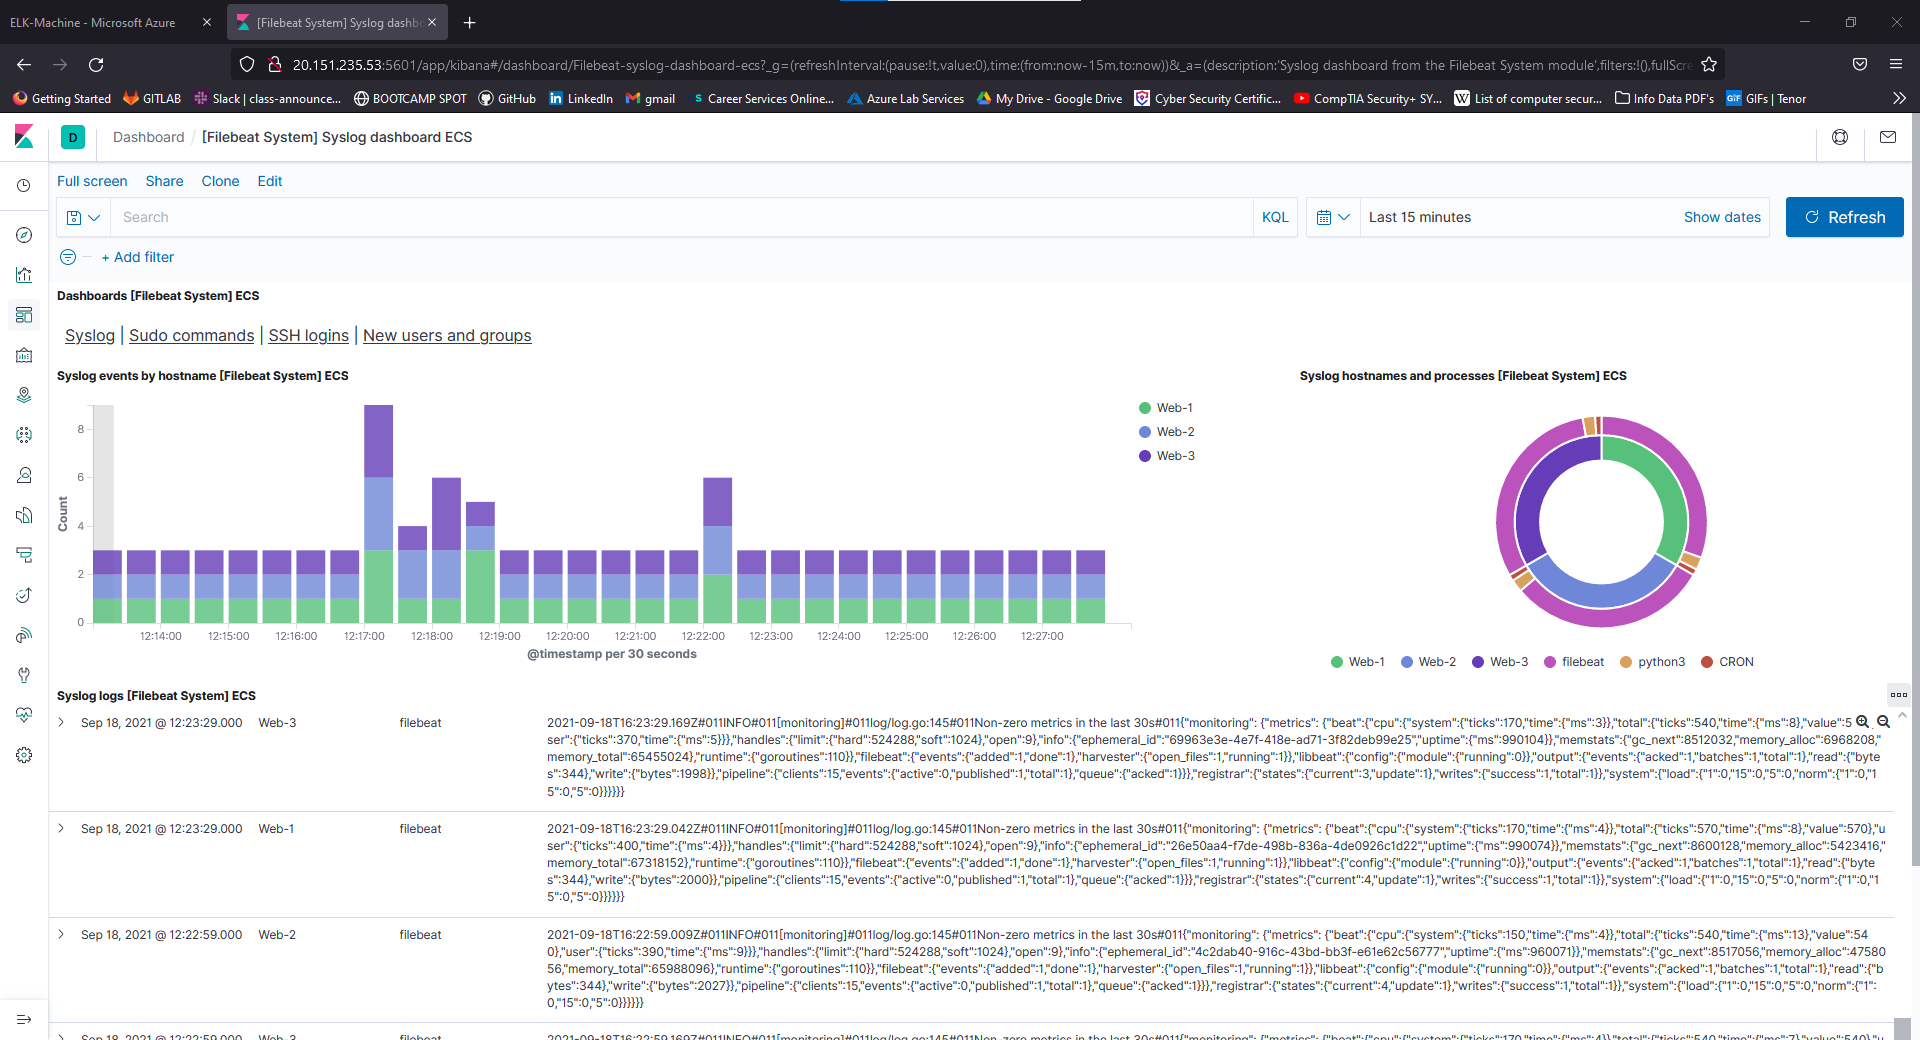 ELK-Machine - Microsoft Azure
[Filebeat System] Syslog dashbo
20.151.235.53:5601/app/kibana#/dashboard/Filebeat-syslog-dashboard-ecs?_g=(refreshInterval:(pause:!t,value:0),time:(from:now-15m,to:now))&_a=(description:'Syslog dashboard from the Filebeat System module',filters:!(),fullScre
Getting Started GITLAB Slack | class-announce... BOOTCAMP SPOT GitHub LinkedIn gmail Career Services Online... Azure Lab Services My Drive - Google Drive Cyber Security Certific... CompTIA Security+ SY... List of computer secur... Info Data PDF's GIFs | Tenor
D Dashboard / [Filebeat System] Syslog dashboard ECS
Full screen Share Clone Edit
Search KQL Last 15 minutes Show dates Refresh
+ Add filter
Dashboards [Filebeat System] ECS
Syslog | Sudo commands | SSH logins | New users and groups
Syslog events by hostname [Filebeat System] ECS
8
6
4
2
0
Count
12:14:00 12:15:00 12:16:00 12:17:00 12:18:00 12:19:00 12:20:00 12:21:00 12:22:00 12:23:00 12:24:00 12:25:00 12:26:00 12:27:00
@timestamp per 30 seconds
Web-1
Web-2
Web-3
Syslog hostnames and processes [Filebeat System] ECS
Web-1 Web-2 Web-3 filebeat python3 CRON
Syslog logs [Filebeat System] ECS
Sep 18, 2021 @ 12:23:29.000 Web-3 filebeat 2021-09-18T16:23:29.169Z#011INFO#011[monitoring]#011log/log.go:145#011Non-zero metrics in the last 30s#011{"monitoring": {"metrics": {"beat":{"cpu":{"system":{"ticks":170,"time":{"ms":3}},"total":{"ticks":540,"time":{"ms":8},"value":5
ser":{"ticks":370,"time":{"ms":5}}},"handles":{"limit":{"hard":524288,"soft":1024},"open":9},"info":{"ephemeral_id":"69963e3e-4e7f-418e-ad71-3f82deb99e25","uptime":{"ms":990104}},"memstats":{"gc_next":8512032,"memory_alloc":6968208,"
memory_total":65455024},"runtime":{"goroutines":110}},"filebeat":{"events":{"added":1,"done":1},"harvester":{"open_files":1,"running":1}},"libbeat":{"config":{"module":{"running":0}},"output":{"events":{"acked":1,"batches":1,"total":1},"read":{"byte
s":344},"write":{"bytes":1998}},"pipeline":{"clients":15,"events":{"active":0,"published":1,"total":1},"queue":{"acked":1}}},"registrar":{"states":{"current":3,"update":1},"writes":{"success":1,"total":1}},"system":{"load":{"1":0,"15":0,"5":0,"norm":{"1":0,"1
5":0,"5":0}}}}}}
Sep 18, 2021 @ 12:23:29.000 Web-1 filebeat 2021-09-18T16:23:29.042Z#011INFO#011[monitoring]#011log/log.go:145#011Non-zero metrics in the last 30s#011{"monitoring": {"metrics": {"beat":{"cpu":{"system":{"ticks":170,"time":{"ms":4}},"total":{"ticks":570,"time":{"ms":8},"value":570},"u
ser":{"ticks":400,"time":{"ms":4}}},"handles":{"limit":{"hard":524288,"soft":1024},"open":9},"info":{"ephemeral_id":"26e50aa4-f7de-498b-836a-4de0926c1d22","uptime":{"ms":990074}},"memstats":{"gc_next":8600128,"memory_alloc":5423416,"
memory_total":67318152},"runtime":{"goroutines":110}},"filebeat":{"events":{"added":1,"done":1},"harvester":{"open_files":1,"running":1}},"libbeat":{"config":{"module":{"running":0}},"output":{"events":{"acked":1,"batches":1,"total":1},"read":{"byte
s":344},"write":{"bytes":2000}},"pipeline":{"clients":15,"events":{"active":0,"published":1,"total":1},"queue":{"acked":1}}},"registrar":{"states":{"current":4,"update":1},"writes":{"success":1,"total":1}},"system":{"load":{"1":0,"15":0,"5":0,"norm":{"1":0,"1
5":0,"5":0}}}}}}
Sep 18, 2021 @ 12:22:59.000 Web-2 filebeat 2021-09-18T16:22:59.009Z#011INFO#011[monitoring]#011log/log.go:145#011Non-zero metrics in the last 30s#011{"monitoring": {"metrics": {"beat":{"cpu":{"system":{"ticks":150,"time":{"ms":4}},"total":{"ticks":540,"time":{"ms":13},"value":54
0},"user":{"ticks":390,"time":{"ms":9}}},"handles":{"limit":{"hard":524288,"soft":1024},"open":9},"info":{"ephemeral_id":"4c2dab40-916c-43bd-bb3f-e61e62c56777","uptime":{"ms":960071}},"memstats":{"gc_next":8517056,"memory_alloc":47580
56,"memory_total":65988096},"runtime":{"goroutines":110}},"filebeat":{"events":{"added":1,"done":1},"harvester":{"open_files":1,"running":1}},"libbeat":{"config":{"module":{"running":0}},"output":{"events":{"acked":1,"batches":1,"total":1},"read":{"b
ytes":344},"write":{"bytes":2027}},"pipeline":{"clients":15,"events":{"active":0,"published":1,"total":1},"queue":{"acked":1}}},"registrar":{"states":{"current":4,"update":1},"writes":{"success":1,"total":1}},"system":{"load":{"1":0,"15":0,"5":0,"norm":{"1":
0,"15":0,"5":0}}}}}}
Sep 18, 2021 @ 12:22:59.000 Web-3 filebeat